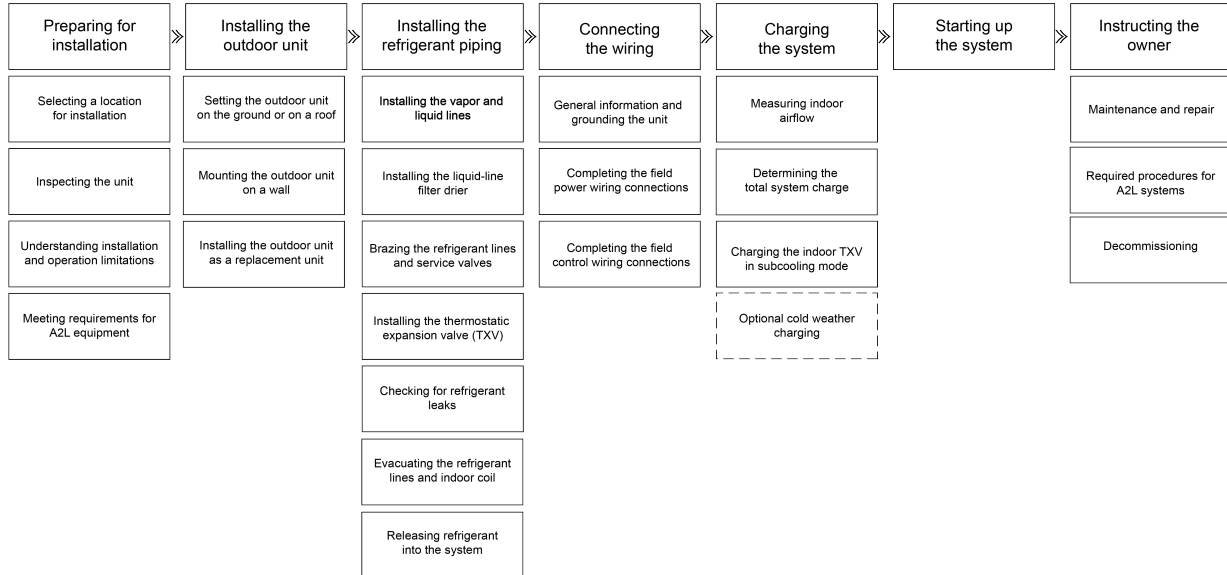 Preparing for
installation
Selecting a location
for installation
Inspecting the unit
Understanding installation
and operation limitations
Meeting requirements for
A2L equipment
Installing the
outdoor unit
Setting the outdoor unit
on the ground or on a roof
Mounting the outdoor unit
on a wall
Installing the outdoor unit
as a replacement unit
Installing the
refrigerant piping
Installing the vapor and
liquid lines
Installing the liquid-line
filter drier
Brazing the refrigerant lines
and service valves
Installing the thermostatic
expansion valve (TXV)
Checking for refrigerant
leaks
Evacuating the refrigerant
lines and indoor coil
Releasing refrigerant
into the system
Connecting
the wiring
General information and
grounding the unit
Completing the field
power wiring connections
Completing the field
control wiring connections
Charging
the system
Measuring indoor
airflow
Determining the
total system charge
Charging the indoor TXV
in subcooling mode
Optional cold weather
charging
Starting up
the system
Instructing the
owner
Maintenance and repair
Required procedures for
A2L systems
Decommissioning